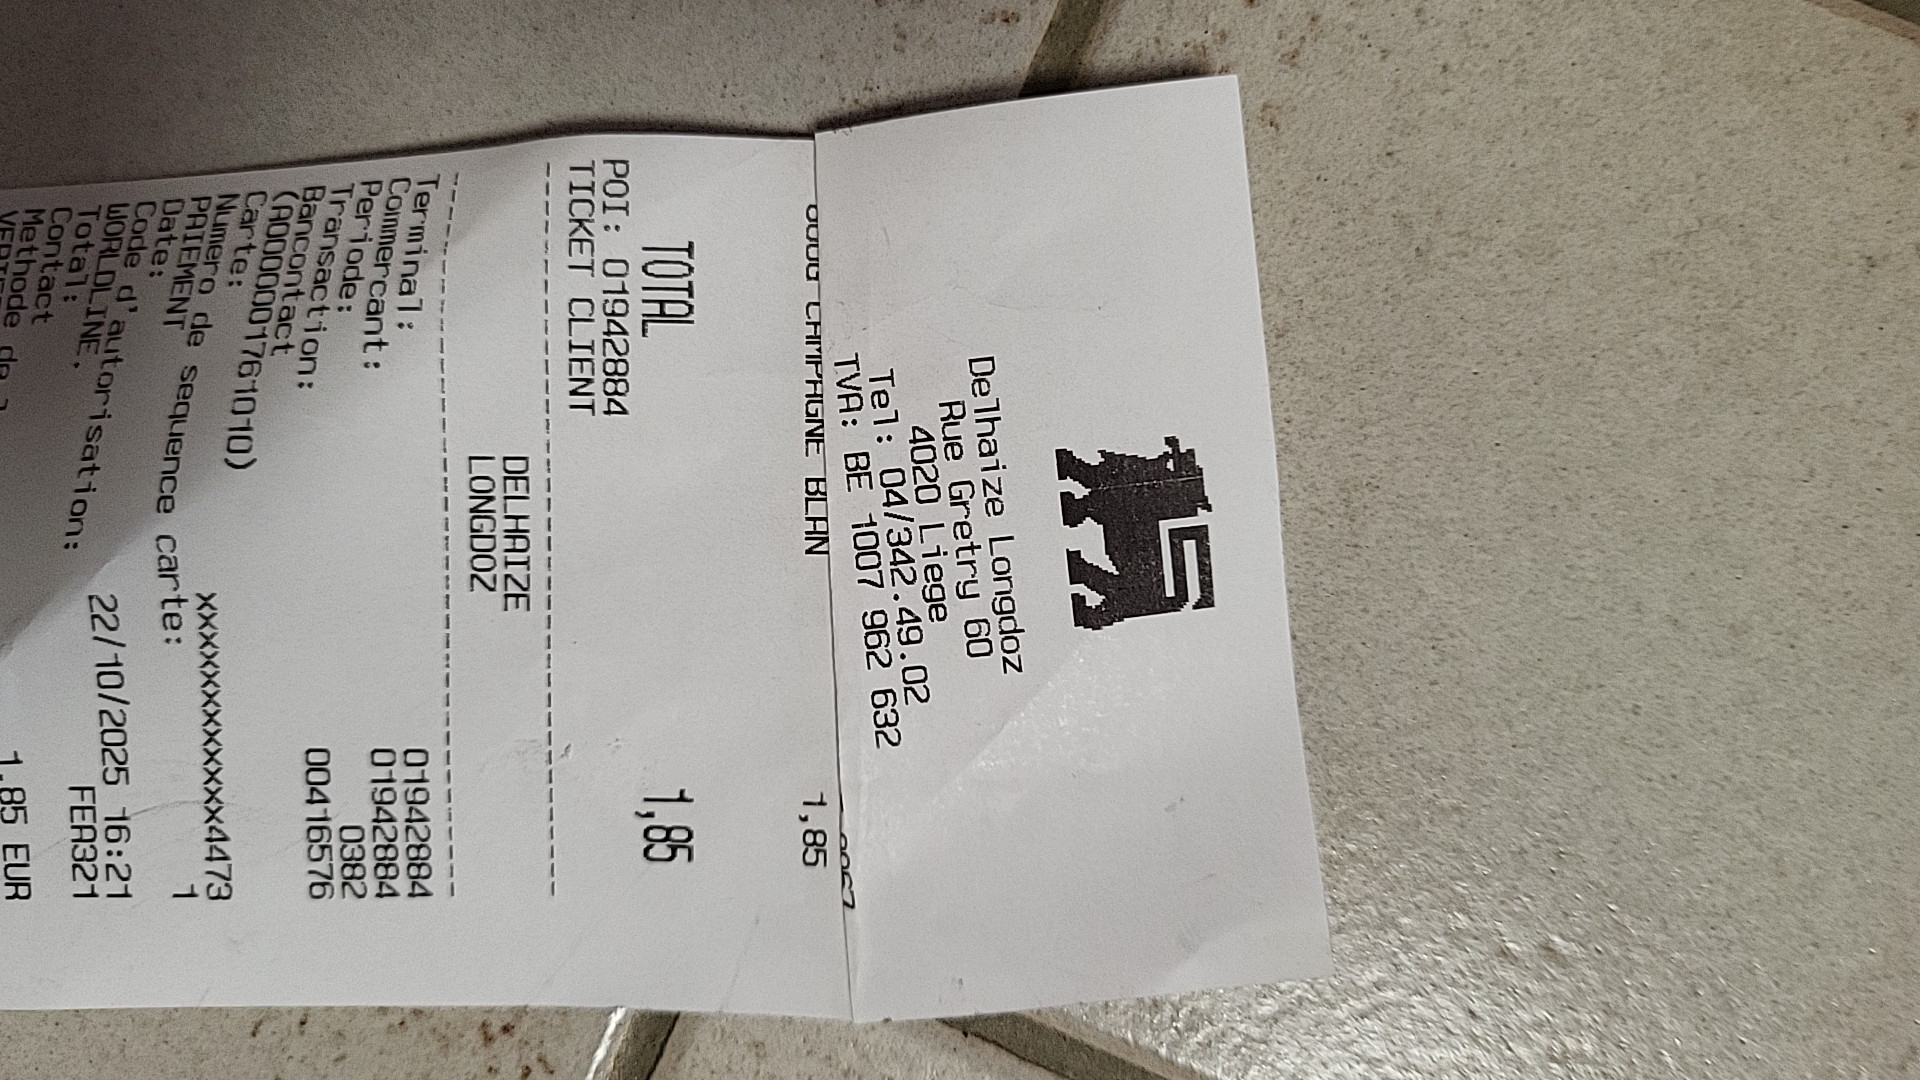 Delhaize Longdoz
Rue Gretry 60
4020 Liege
Tel: 04/342.49.02
TVA: BE 1007 962 632
CAMPAGNE BLAN 1,85
TOTAL 1,85
POI: 01942884
TICKET CLIENT
DELHAIZE
LONGDOZ
Terminal: 01942884
Commercant: 01942884
Periode: 0382
Transaction: 00416576
Bancontact
(A00000001761010)
Carte: xxxxxxxxxxxxx4473
Numero de sequence carte: 1
PAIEMENT
Date: 22/10/2025 16:21
Code d'autorisation: FEA321
WORLDLINE.
Total: 1.85 EUR
Contact
Methode de